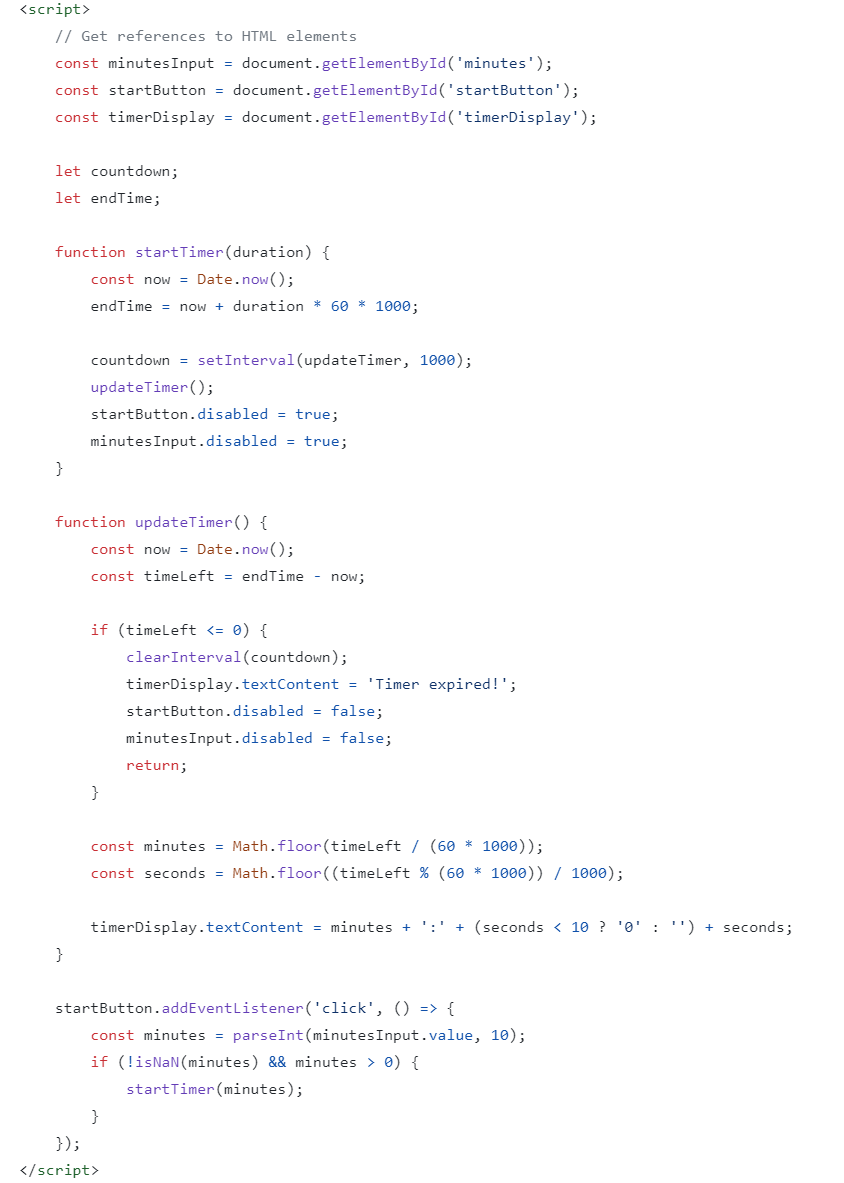 <script>
    // Get references to HTML elements
    const minutesInput = document.getElementById('minutes');
    const startButton = document.getElementById('startButton');
    const timerDisplay = document.getElementById('timerDisplay');

    let countdown;
    let endTime;

    function startTimer(duration) {
        const now = Date.now();
        endTime = now + duration * 60 * 1000;

        countdown = setInterval(updateTimer, 1000);
        updateTimer();
        startButton.disabled = true;
        minutesInput.disabled = true;
    }

    function updateTimer() {
        const now = Date.now();
        const timeLeft = endTime - now;

        if (timeLeft <= 0) {
            clearInterval(countdown);
            timerDisplay.textContent = 'Timer expired!';
            startButton.disabled = false;
            minutesInput.disabled = false;
            return;
        }

        const minutes = Math.floor(timeLeft / (60 * 1000));
        const seconds = Math.floor((timeLeft % (60 * 1000)) / 1000);

        timerDisplay.textContent = minutes + ':' + (seconds < 10 ? '0' : '') + seconds;
    }

    startButton.addEventListener('click', () => {
        const minutes = parseInt(minutesInput.value, 10);
        if (!isNaN(minutes) && minutes > 0) {
            startTimer(minutes);
        }
    });
</script>